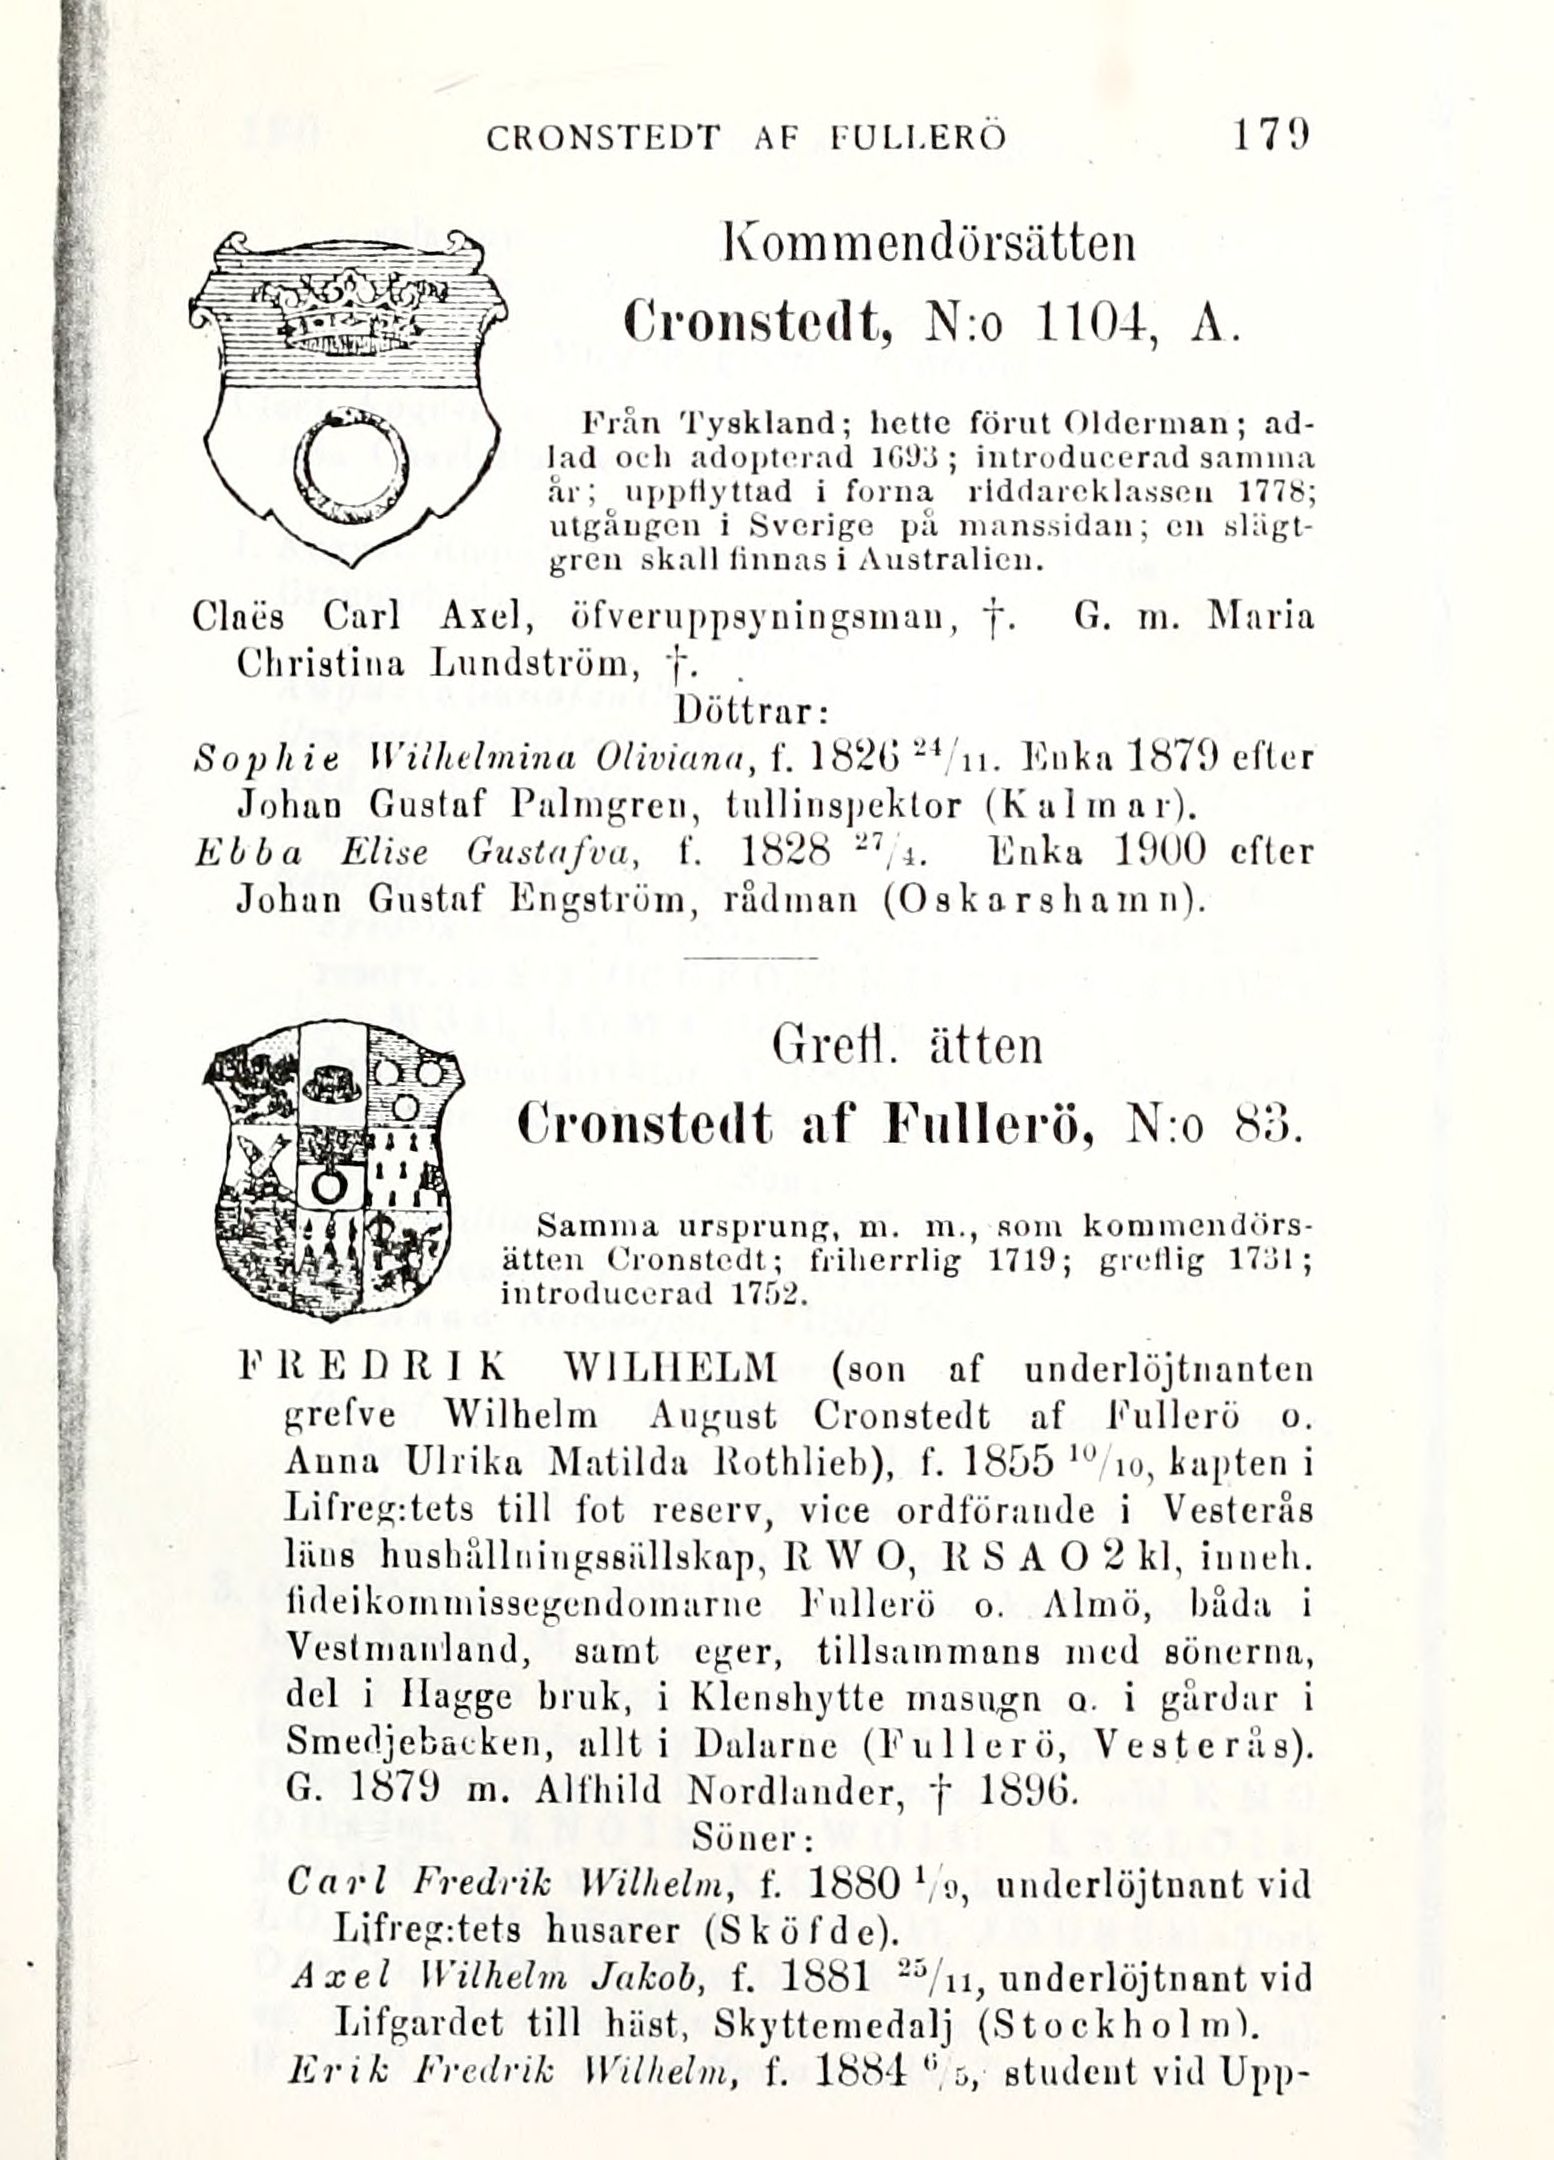 CRONSTEDT AF FULLERÖ 179
Kommendörsätten
Cronstedt, N:o 1104, A.
Från Tyskland; hette förut Olderman; ad-
lad och adopterad 1693; introducerad samma
år; uppflyttad i forna riddareklassen 1778;
utgången i Sverige på manssidan; en slägt-
gren skall finnas i Australien.
Claës Carl Axel, öfveruppsyningsman, †. G. m. Maria
Christina Lundström, †.
Döttrar:
Sophie Wilhelmina Oliviana, f. 1826 24/11. Enka 1879 efter
Johan Gustaf Palmgren, tullinspektor (Kalmar).
Ebba Elise Gustafva, f. 1828 27/4. Enka 1900 efter
Johan Gustaf Engström, rådman (Oskarshamn).
Grefl. ätten
Cronstedt af Fullerö, N:o 83.
Samma ursprung, m. m., som kommendörs-
ätten Cronstedt; friherrlig 1719; greflig 1731;
introducerad 1752.
FREDRIK WILHELM (son af underlöjtnanten
grefve Wilhelm August Cronstedt af Fullerö o.
Anna Ulrika Matilda Rothlieb), f. 1855 10/10, kapten i
Lifreg:tets till fot reserv, vice ordförande i Vesterås
läns hushållningssällskap, R W O, R S A O 2 kl, inneh.
fideikommissegendomarne Fullerö o. Almö, båda i
Vestmanland, samt eger, tillsammans med sönerna,
del i Hagge bruk, i Klenshytte masugn o. i gårdar i
Smedjebacken, allt i Dalarne (Fullerö, Vesterås).
G. 1879 m. Alfhild Nordlander, † 1896.
Söner:
Carl Fredrik Wilhelm, f. 1880 1/9, underlöjtnant vid
Lifreg:tets husarer (Sköfde).
Axel Wilhelm Jakob, f. 1881 25/11, underlöjtnant vid
Lifgardet till häst, Skyttemedalj (Stockholm).
Erik Fredrik Wilhelm, f. 1884 6/5, student vid Upp-